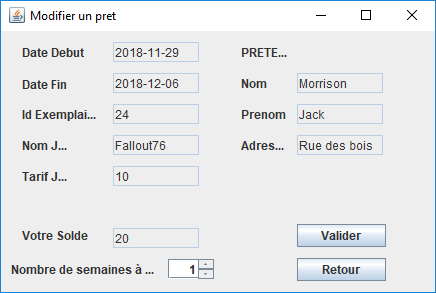 Modifier un pret
Date Debut 2018-11-29 PRETE...
Date Fin 2018-12-06 Nom Morrison
Id Exemplai... 24 Prenom Jack
Nom J... Fallout76 Adres... Rue des bois
Tarif J... 10
Votre Solde 20 Valider
Nombre de semaines à ... 1 Retour